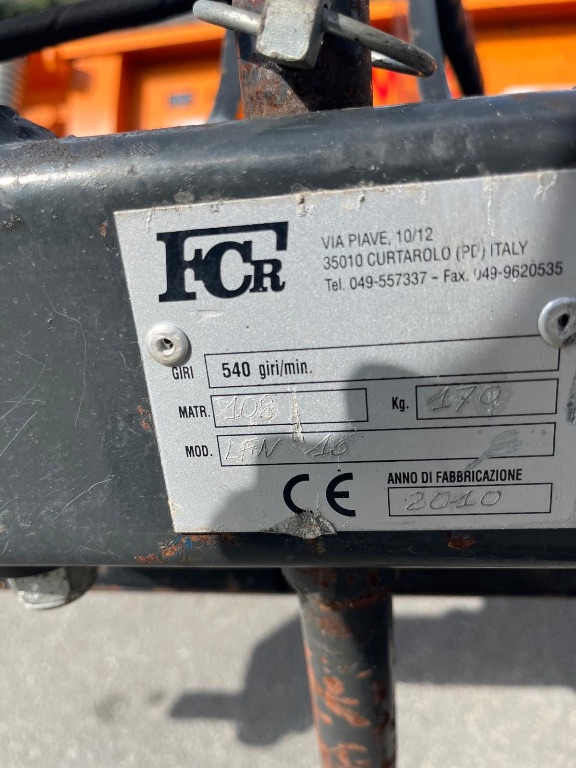 FCR
VIA PIAVE, 10/12
35010 CURTAROLO (PD) ITALY
Tel. 049-557337 - Fax. 049-9620535
GIRI 540 giri/min.
MATR. 108 Kg. 170
MOD. 16
CE
ANNO DI FABBRICAZIONE
2010